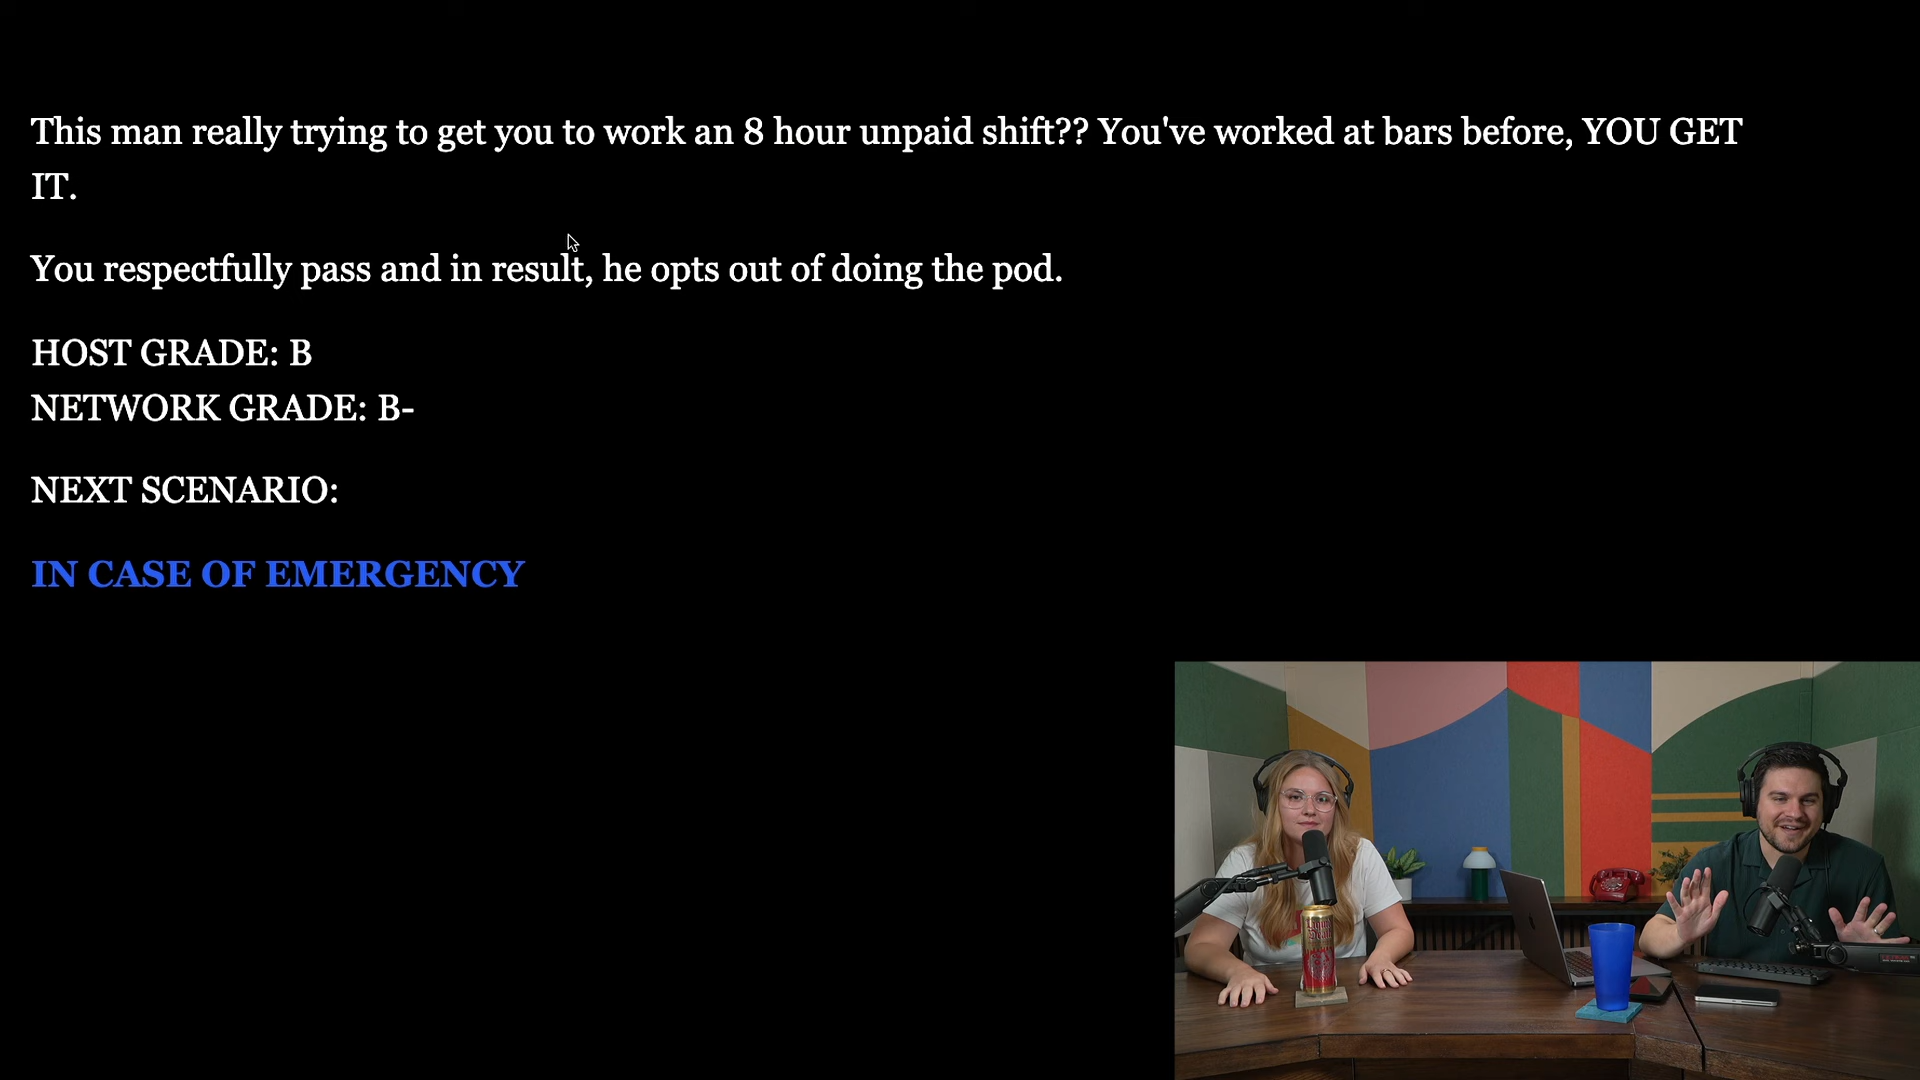 This man really trying to get you to work an 8 hour unpaid shift?? You've worked at bars before, YOU GET
IT.
You respectfully pass and in result, he opts out of doing the pod.
HOST GRADE: B
NETWORK GRADE: B-
NEXT SCENARIO:
IN CASE OF EMERGENCY
Liquid
Death